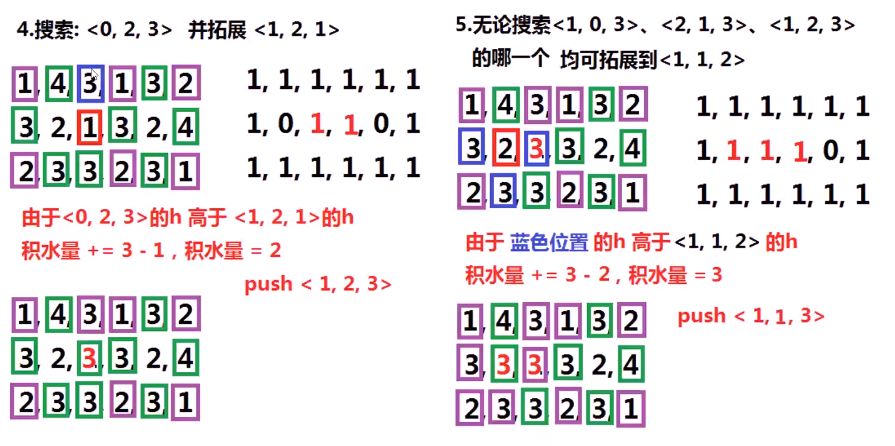 4.搜索: <0, 2, 3> 并拓展 <1, 2, 1>
1, 4, 3, 1, 3, 2
3, 2, 1, 3, 2, 4
2, 3, 3, 2, 3, 1
1, 1, 1, 1, 1, 1
1, 0, 1, 1, 0, 1
1, 1, 1, 1, 1, 1
由于<0, 2, 3>的h 高于 <1, 2, 1>的h
积水量 += 3 - 1 , 积水量 = 2
push < 1, 2, 3>
1, 4, 3, 1, 3, 2
3, 2, 3, 3, 2, 4
2, 3, 3, 2, 3, 1
5.无论搜索<1, 0, 3>、<2, 1, 3>、<1, 2, 3>
的哪一个 均可拓展到<1, 1, 2>
1, 4, 3, 1, 3, 2
3, 2, 3, 3, 2, 4
2, 3, 3, 2, 3, 1
1, 1, 1, 1, 1, 1
1, 1, 1, 1, 0, 1
1, 1, 1, 1, 1, 1
由于 蓝色位置 的h 高于<1, 1, 2> 的h
积水量 += 3 - 2 , 积水量 = 3
push < 1, 1, 3>
1, 4, 3, 1, 3, 2
3, 3, 3, 3, 2, 4
2, 3, 3, 2, 3, 1